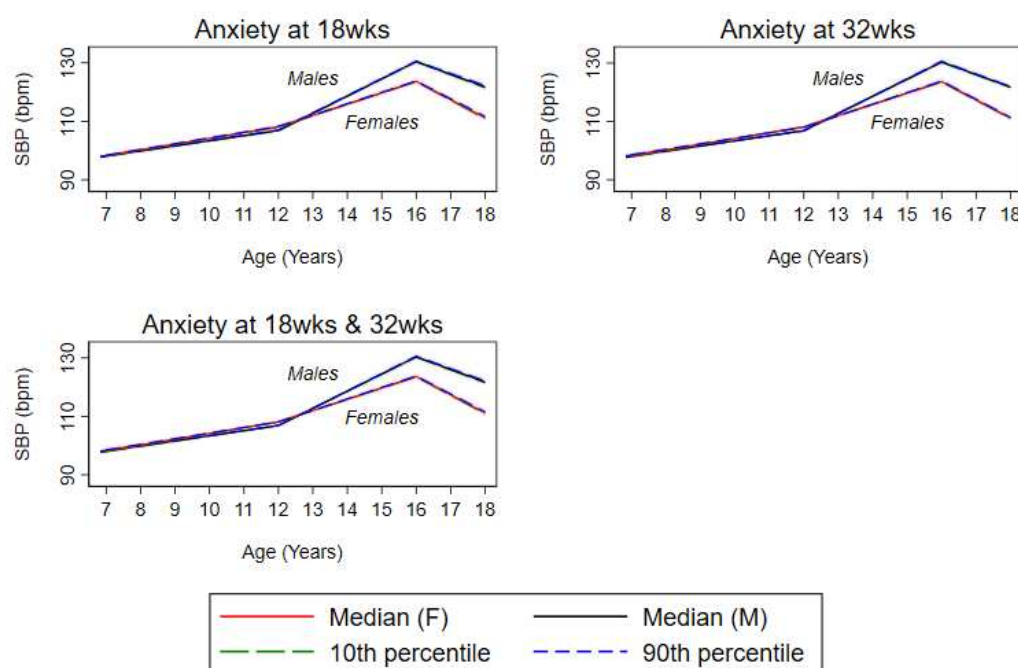 Anxiety at 18wks
SBP (bpm)
130
110
90
Males
Females
7 8 9 10 11 12 13 14 15 16 17 18
Age (Years)
Anxiety at 32wks
SBP (bpm)
130
110
90
Males
Females
7 8 9 10 11 12 13 14 15 16 17 18
Age (Years)
Anxiety at 18wks & 32wks
SBP (bpm)
130
110
90
Males
Females
7 8 9 10 11 12 13 14 15 16 17 18
Age (Years)
Median (F) Median (M)
10th percentile 90th percentile